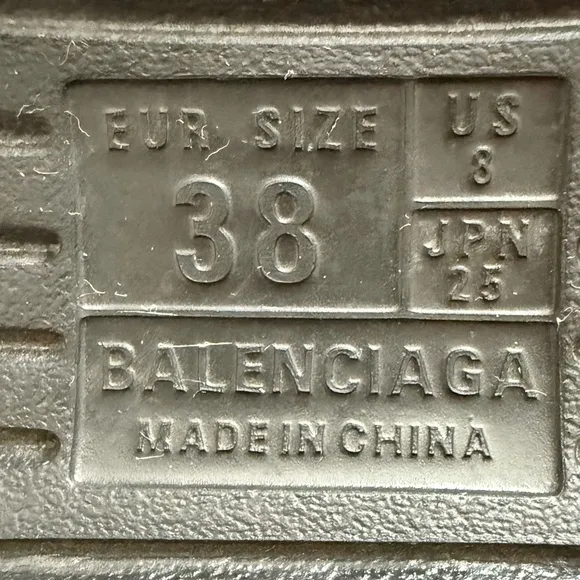 EUR SIZE
38
US
8
JPN
25
BALENCIAGA
MADE IN CHINA